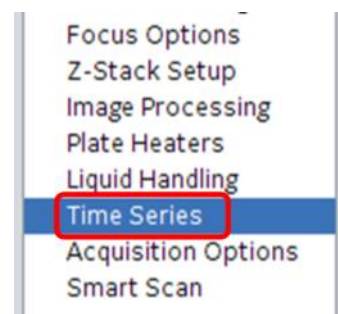 Focus Options
Z-Stack Setup
Image Processing
Plate Heaters
Liquid Handling
Time Series
Acquisition Options
Smart Scan